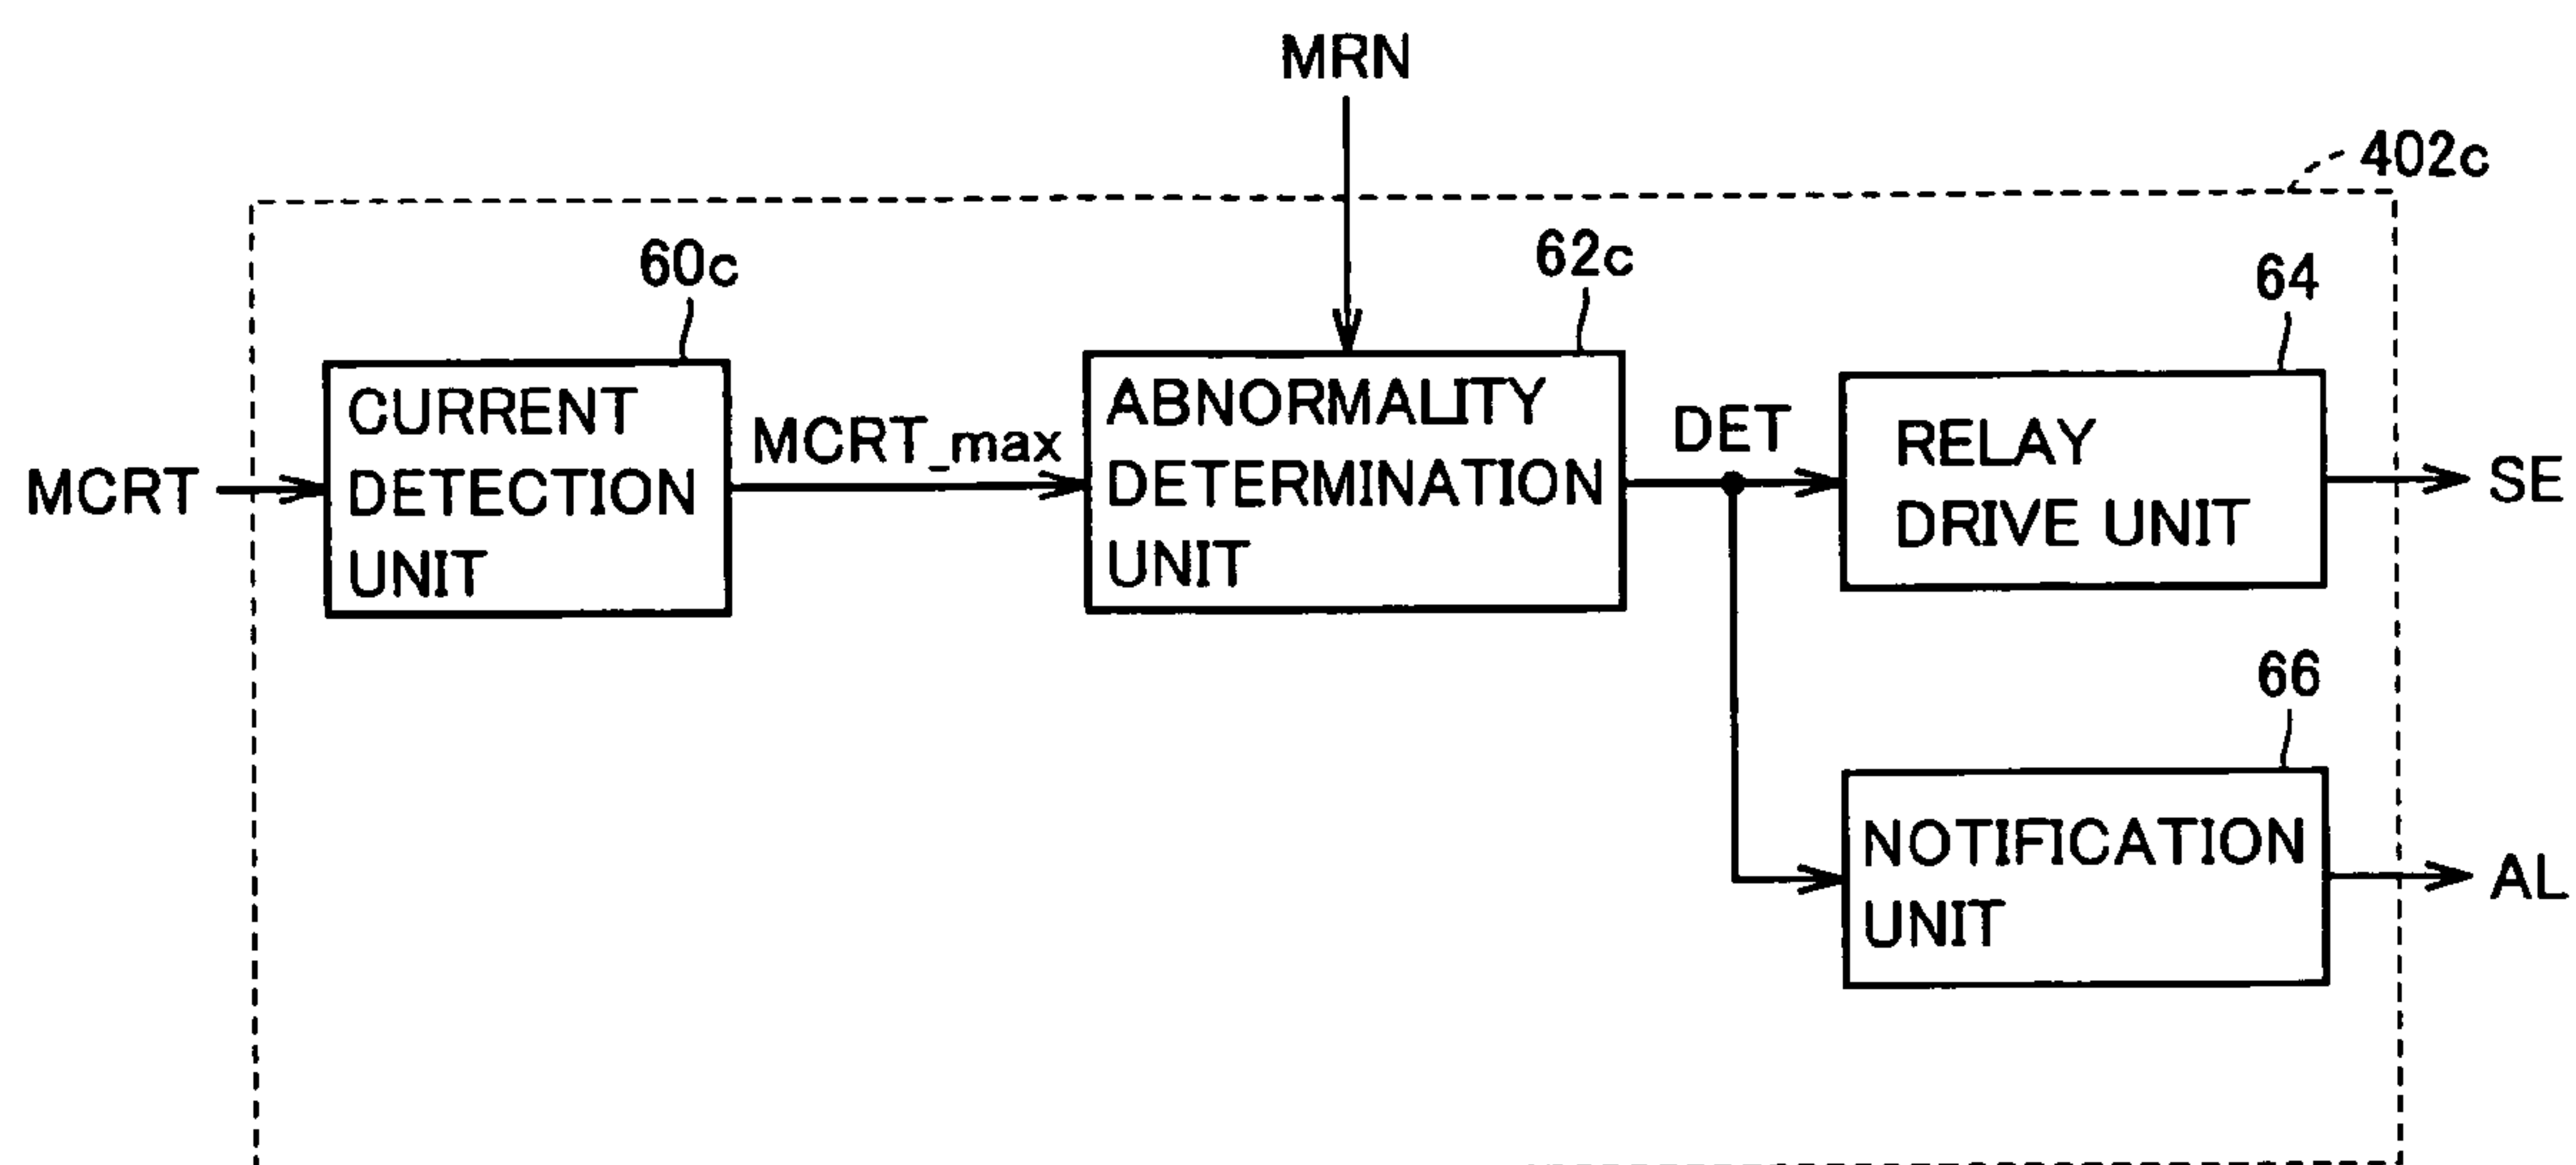 MRN
402c
60c
62c
64
CURRENT
DETECTION
UNIT
MCRT
MCRT_max
ABNORMALITY
DETERMINATION
UNIT
DET
RELAY
DRIVE UNIT
SE
66
NOTIFICATION
UNIT
AL